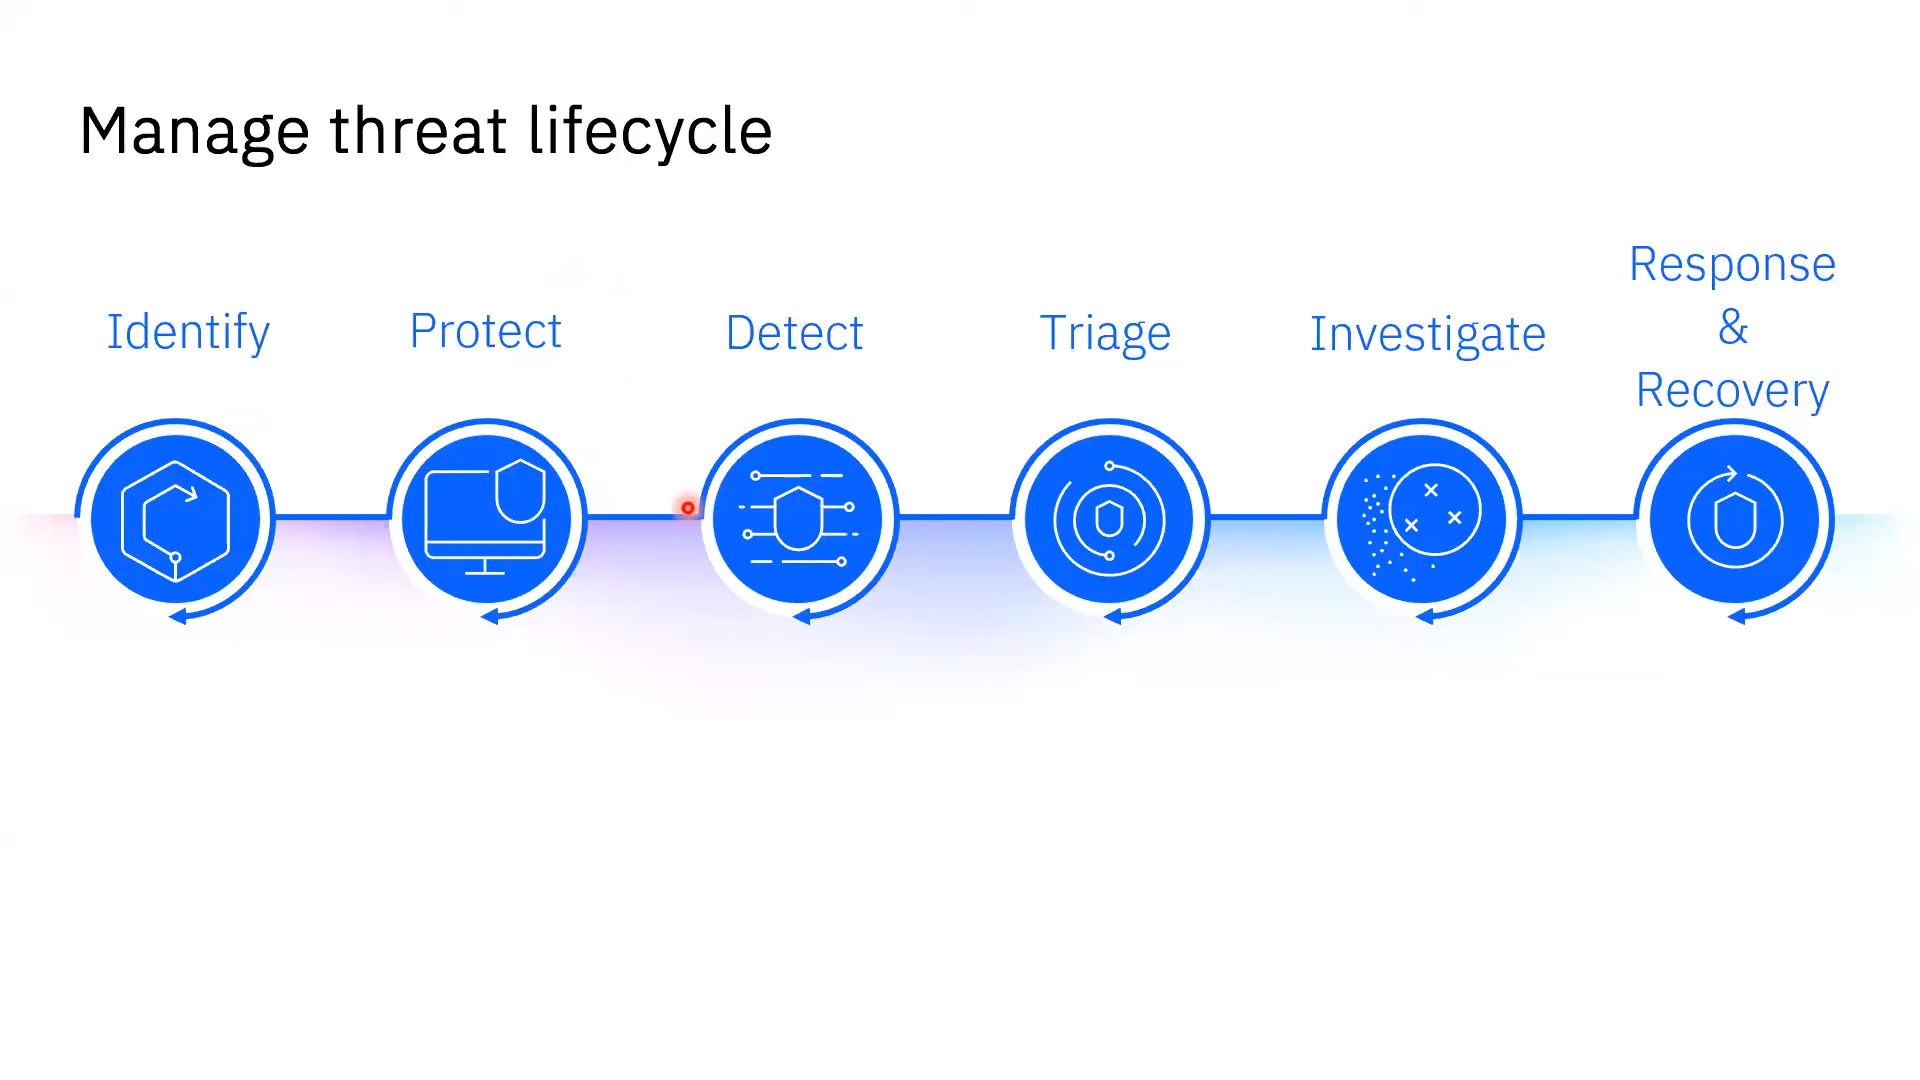 Manage threat lifecycle
Identify
Protect
Detect
Triage
Investigate
Response
&
Recovery